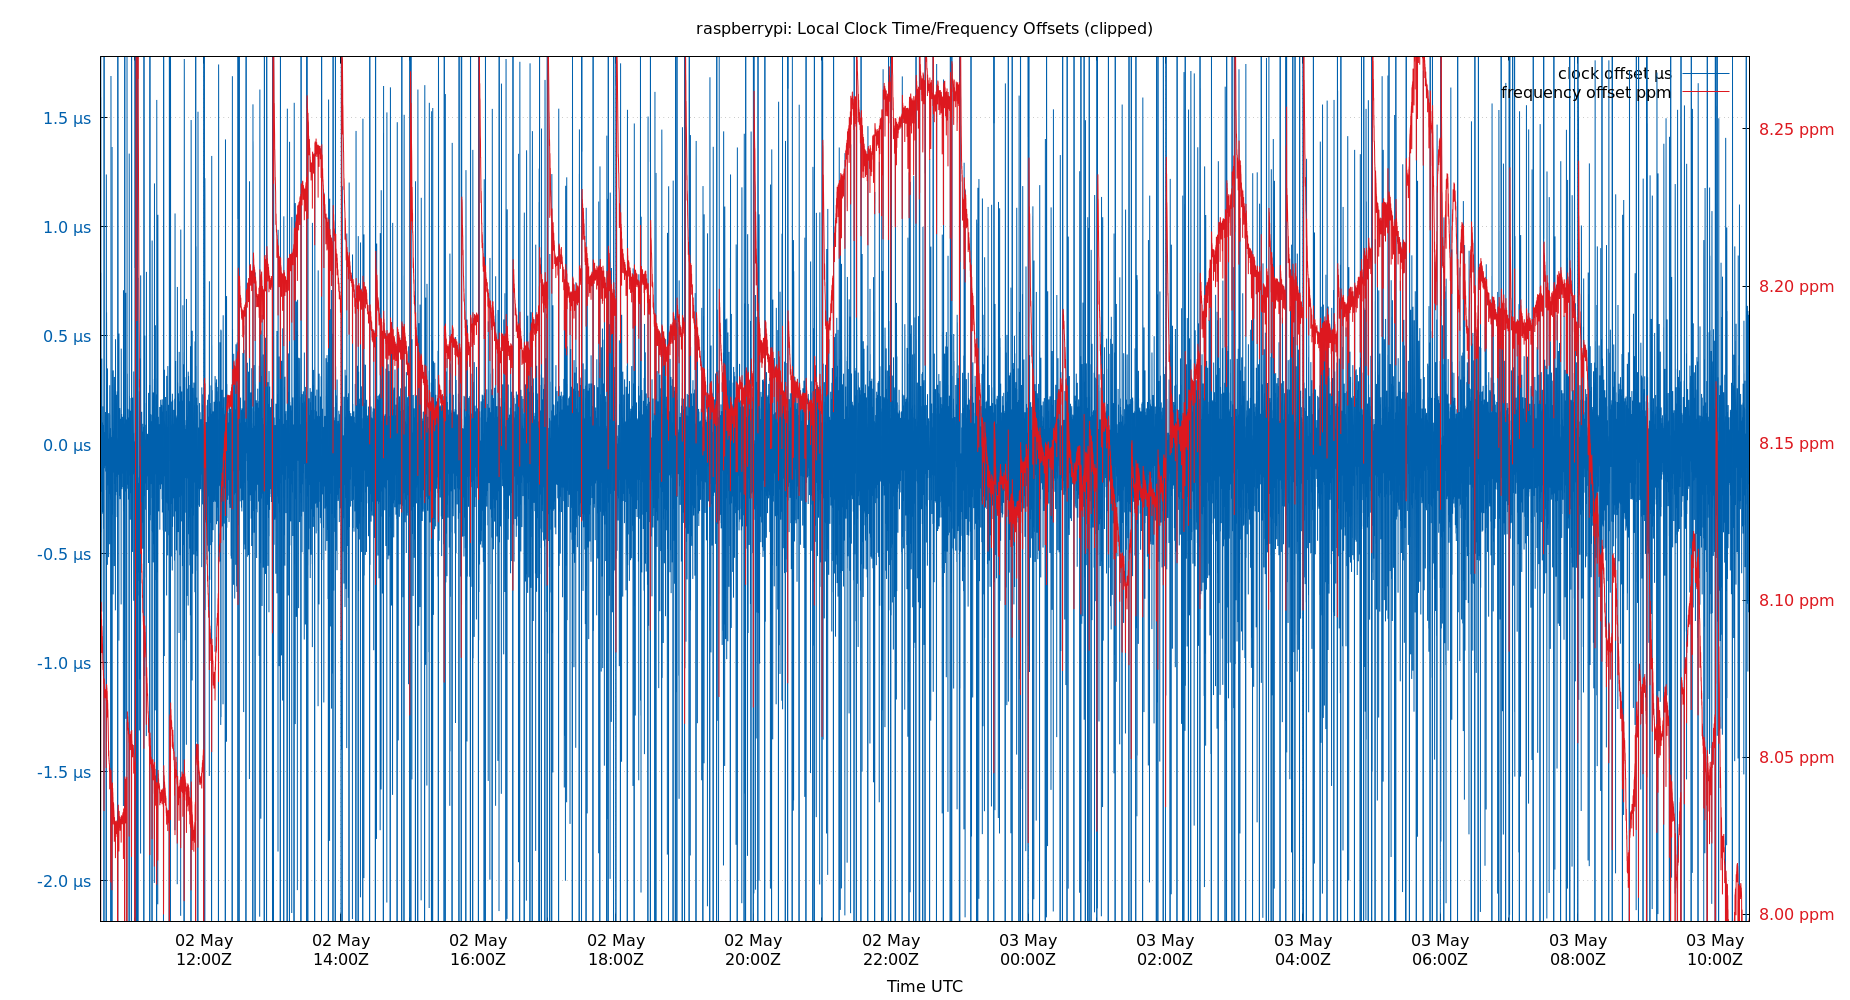 raspberrypi: Local Clock Time/Frequency Offsets (clipped)
clock offset µs
frequency offset ppm
1.5 µs
1.0 µs
0.5 µs
0.0 µs
-0.5 µs
-1.0 µs
-1.5 µs
-2.0 µs
8.25 ppm
8.20 ppm
8.15 ppm
8.10 ppm
8.05 ppm
8.00 ppm
02 May 02 May 02 May 02 May 02 May 02 May 03 May 03 May 03 May 03 May 03 May 03 May
12:00Z 14:00Z 16:00Z 18:00Z 20:00Z 22:00Z 00:00Z 02:00Z 04:00Z 06:00Z 08:00Z 10:00Z
Time UTC